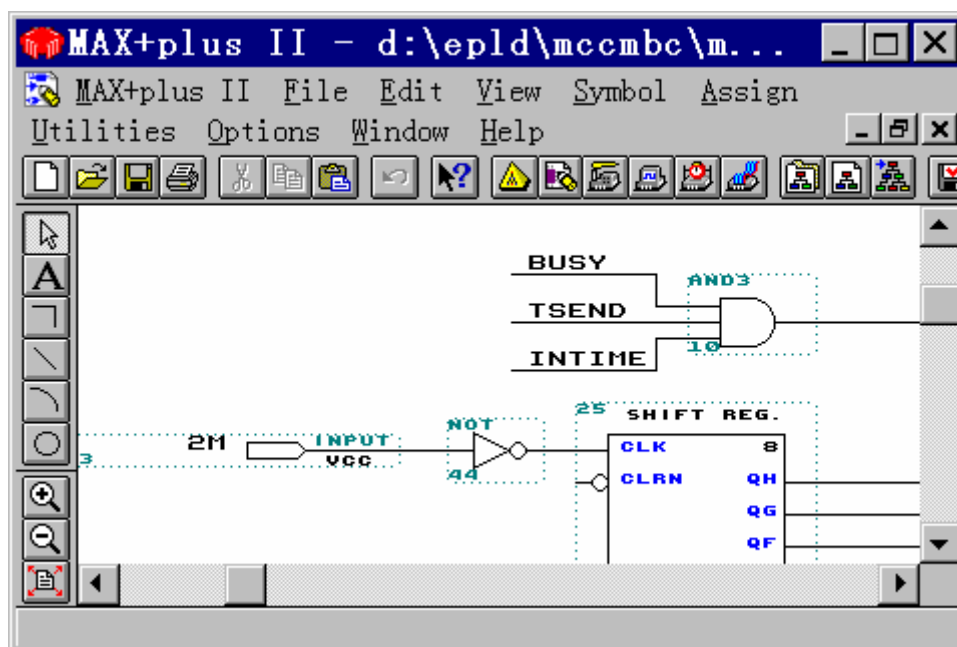 MAX+plus II - d:\epld\mccmbc\m...
MAX+plus II File Edit View Symbol Assign
Utilities Options Window Help
A
BUSY
AND3
TSEND
10
INTIME
25 SHIFT REG.
NOT
2M INPUT
CLK 8
3
VCC
44
CLRN QH
QG
QF